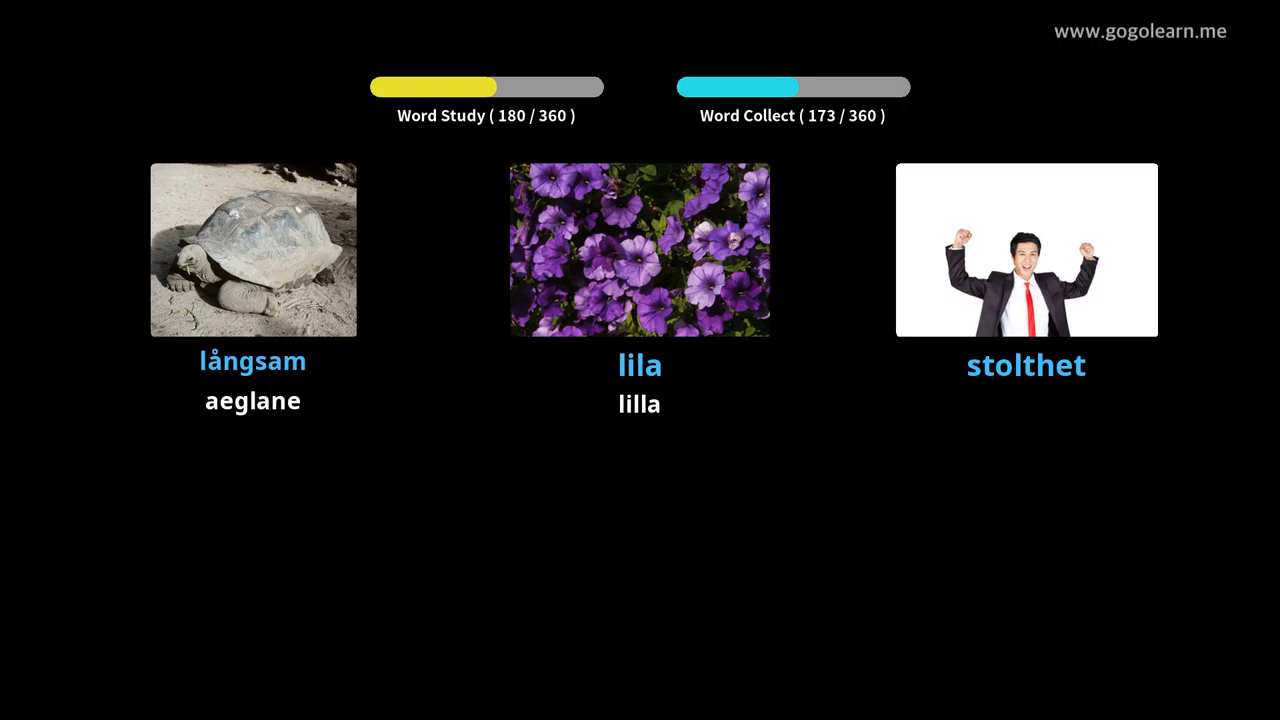 www.gogolearn.me
Word Study ( 180 / 360 )
Word Collect ( 173 / 360 )
långsam
aeglane
lila
lilla
stolthet